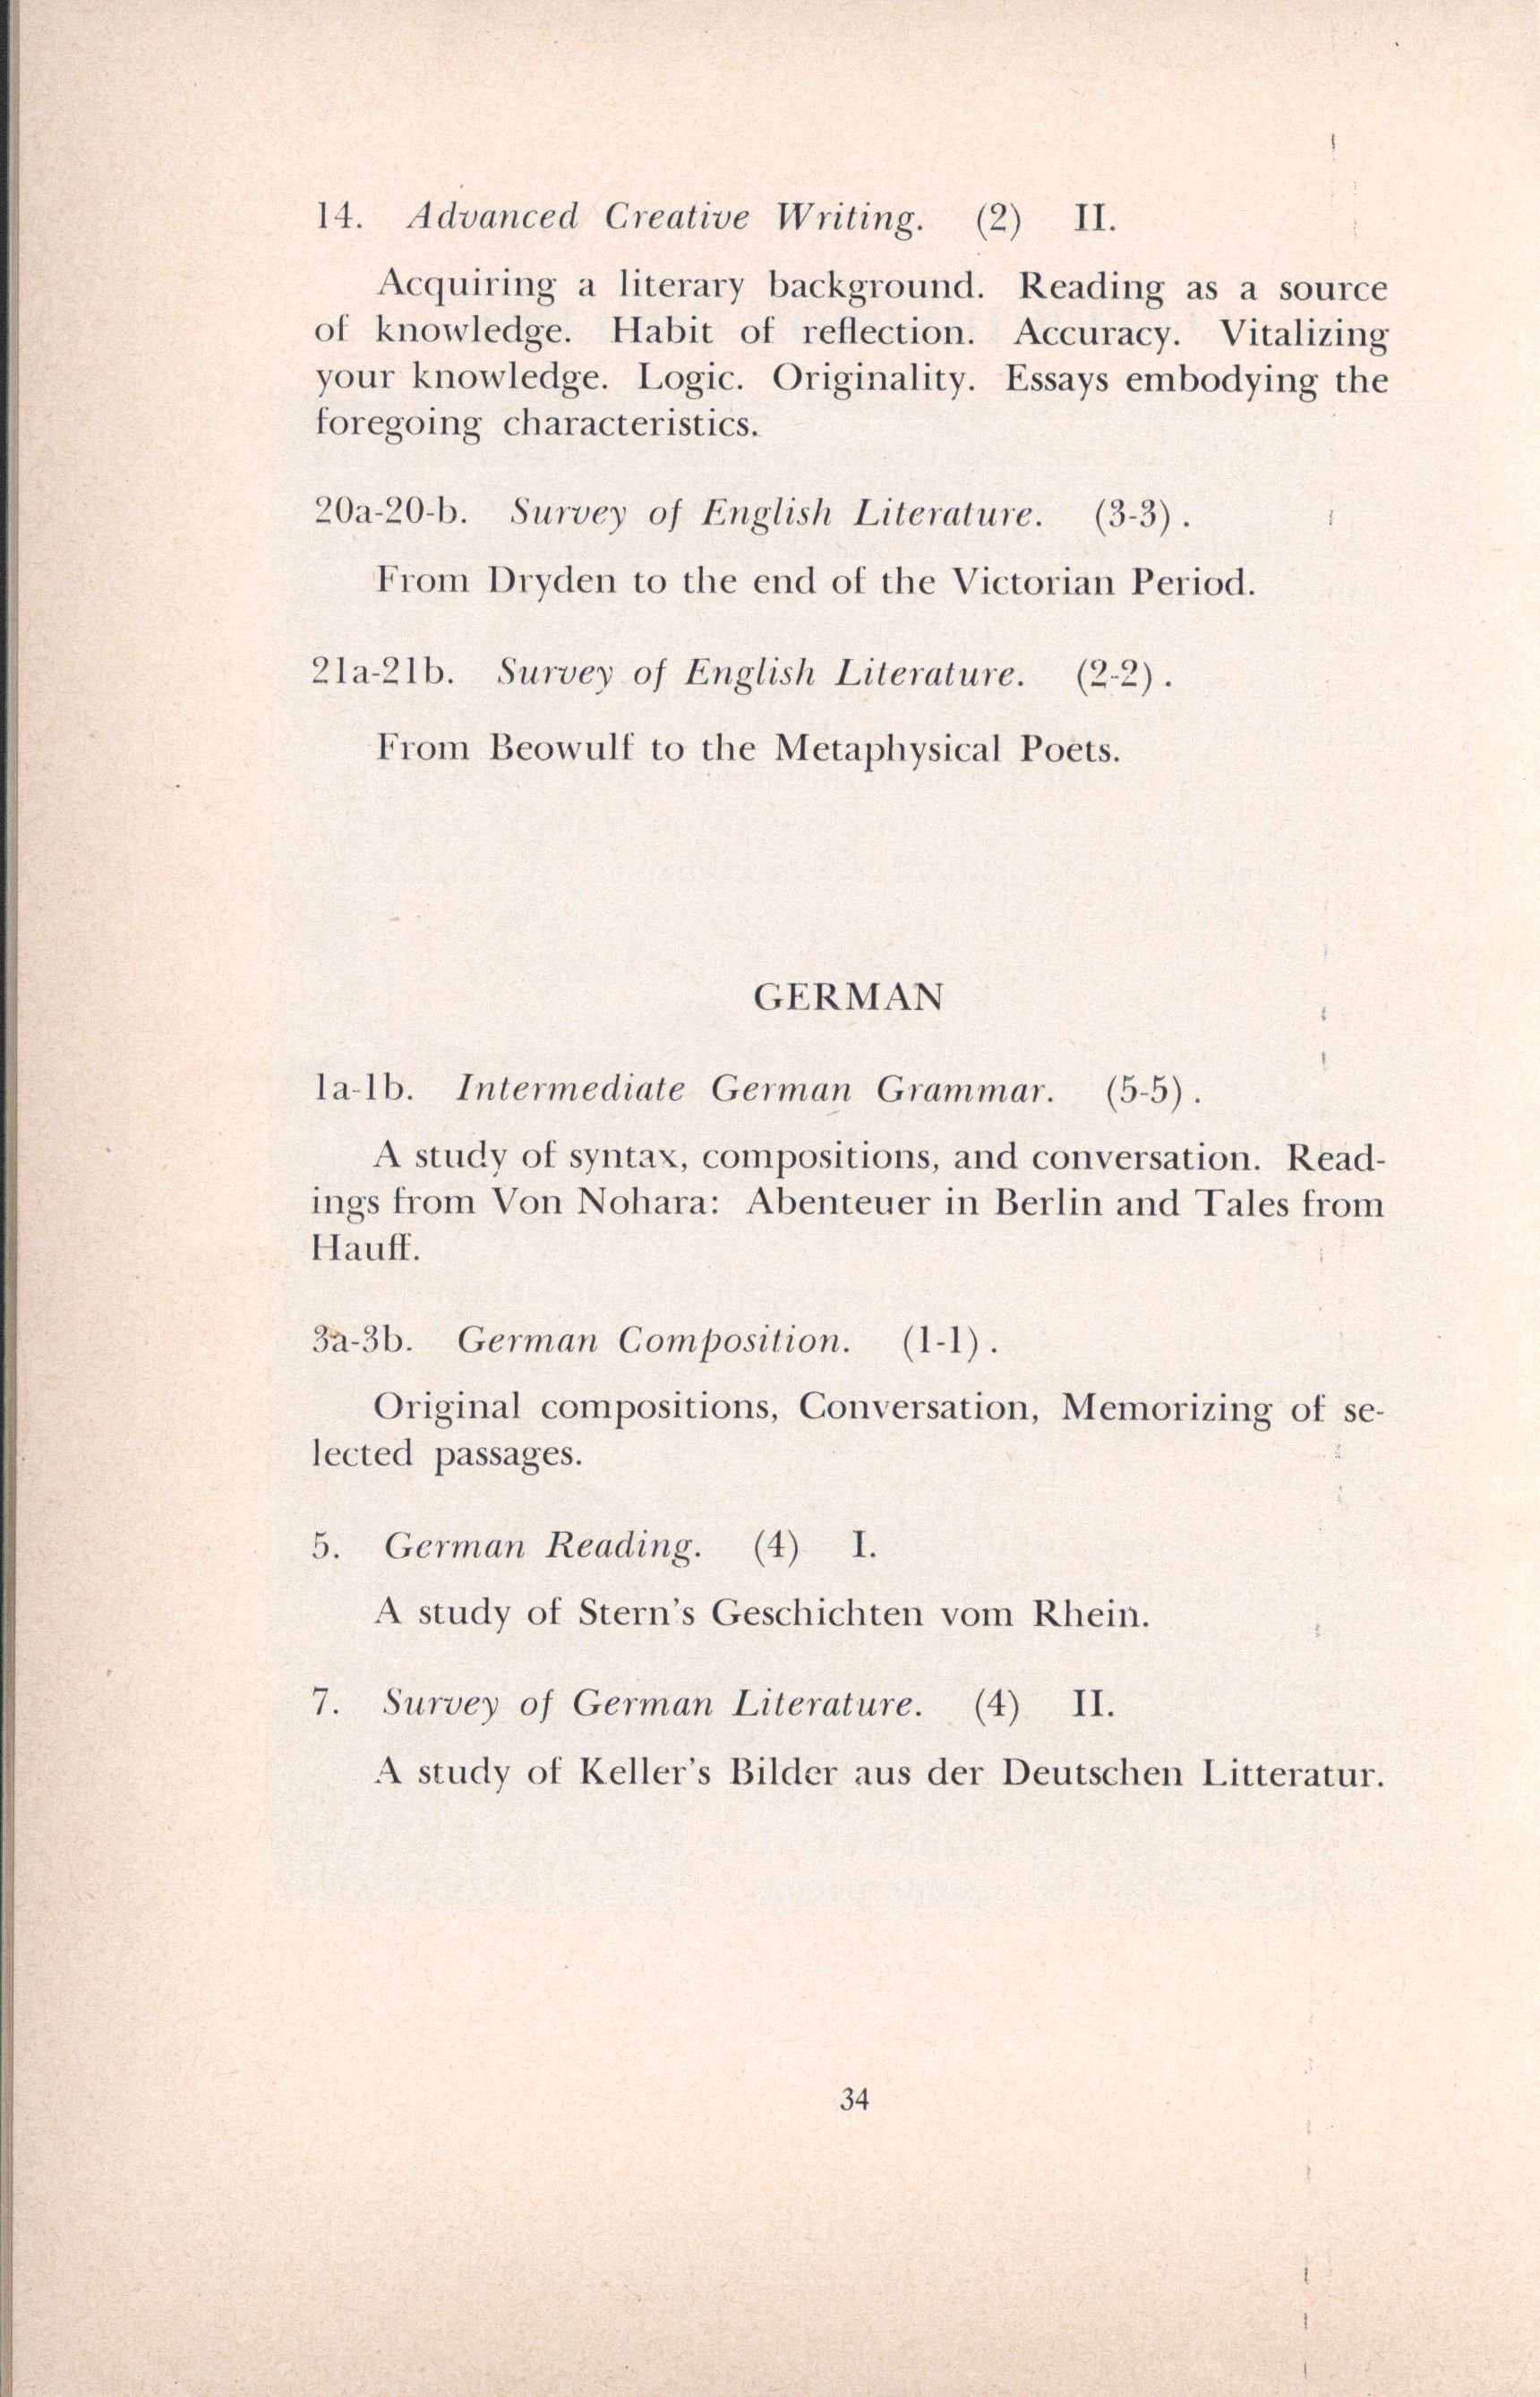 14. Advanced Creative Writing. (2) II.
Acquiring a literary background. Reading as a source
of knowledge. Habit of reflection. Accuracy. Vitalizing
your knowledge. Logic. Originality. Essays embodying the
foregoing characteristics.
20a-20-b. Survey of English Literature. (3-3).
From Dryden to the end of the Victorian Period.
21a-21b. Survey of English Literature. (2-2).
From Beowulf to the Metaphysical Poets.
GERMAN
1a-1b. Intermediate German Grammar. (5-5).
A study of syntax, compositions, and conversation. Read-
ings from Von Nohara: Abenteuer in Berlin and Tales from
Hauff.
3a-3b. German Composition. (1-1).
Original compositions, Conversation, Memorizing of se-
lected passages.
5. German Reading. (4) I.
A study of Stern's Geschichten vom Rhein.
7. Survey of German Literature. (4) II.
A study of Keller's Bilder aus der Deutschen Litteratur.
34